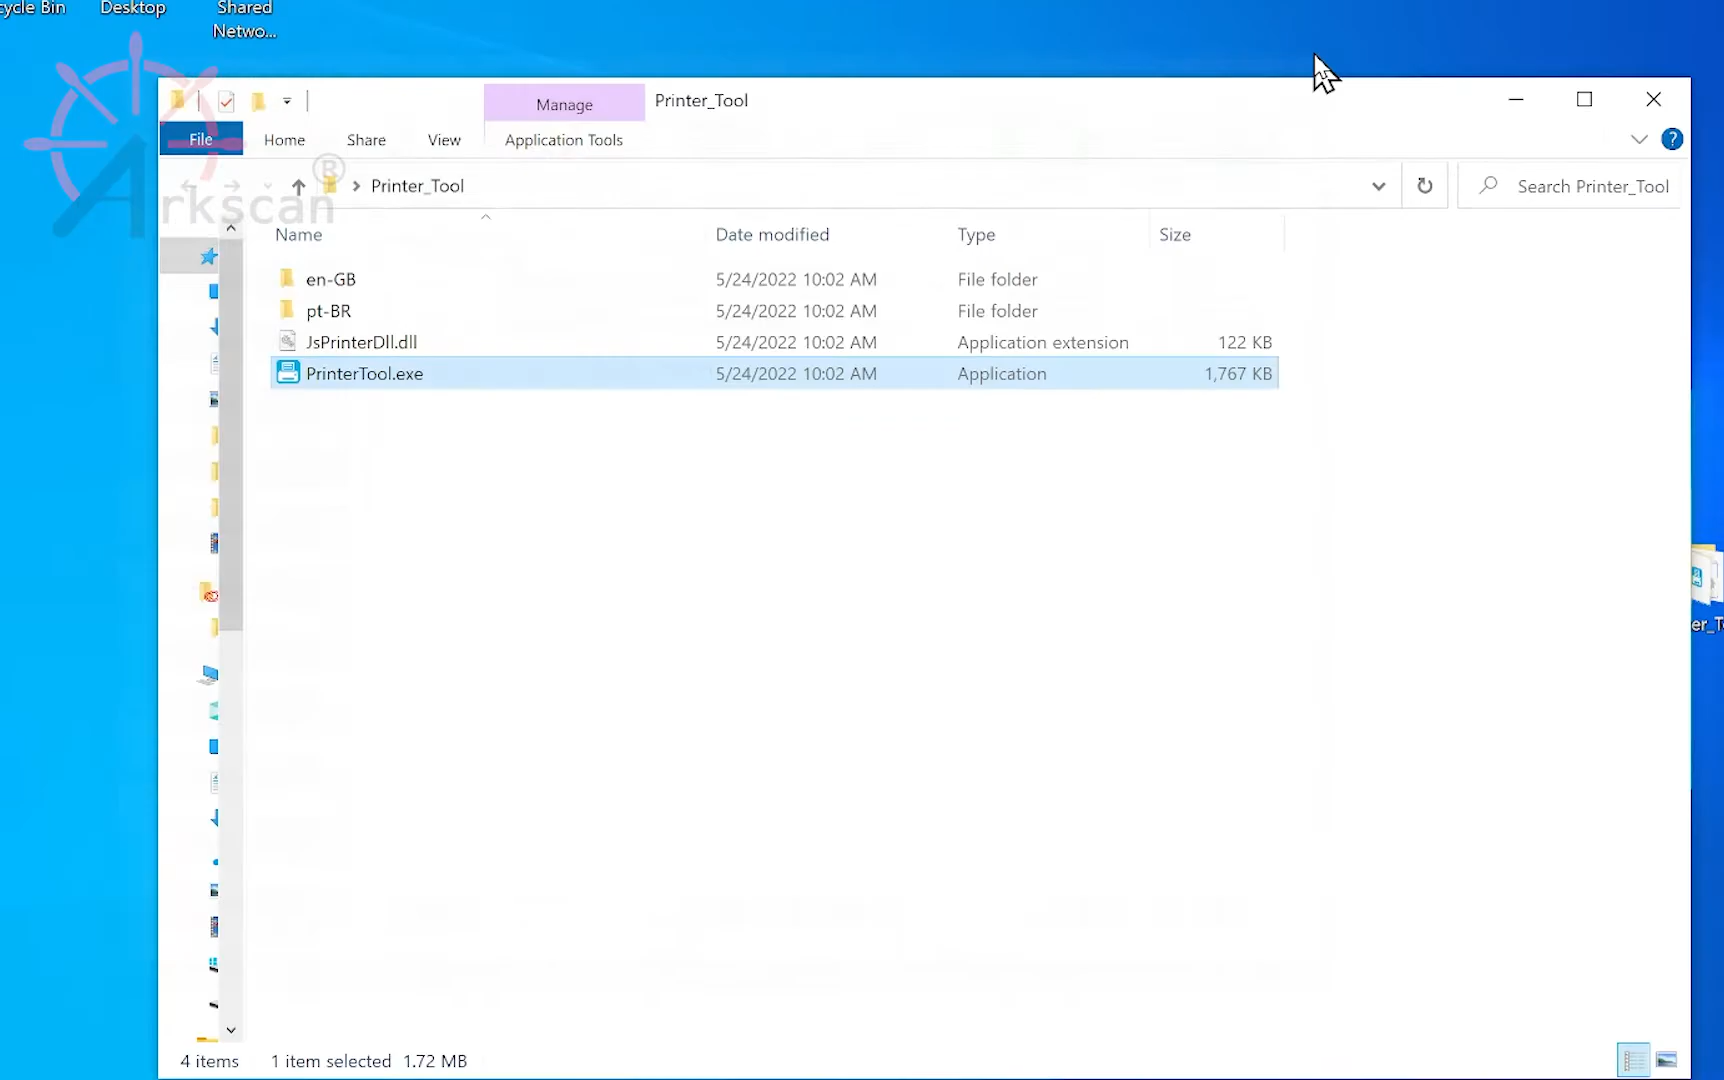 cycle Bin
Desktop
Shared
Netwo...
Manage
Printer_Tool
File
Home
Share
View
Application Tools
?
Printer_Tool
Search Printer_Tool
Arkscan®
Name
Date modified
Type
Size
en-GB
5/24/2022 10:02 AM
File folder
pt-BR
5/24/2022 10:02 AM
File folder
JsPrinterDll.dll
5/24/2022 10:02 AM
Application extension
122 KB
PrinterTool.exe
5/24/2022 10:02 AM
Application
1,767 KB
er_T
4 items
1 item selected
1.72 MB